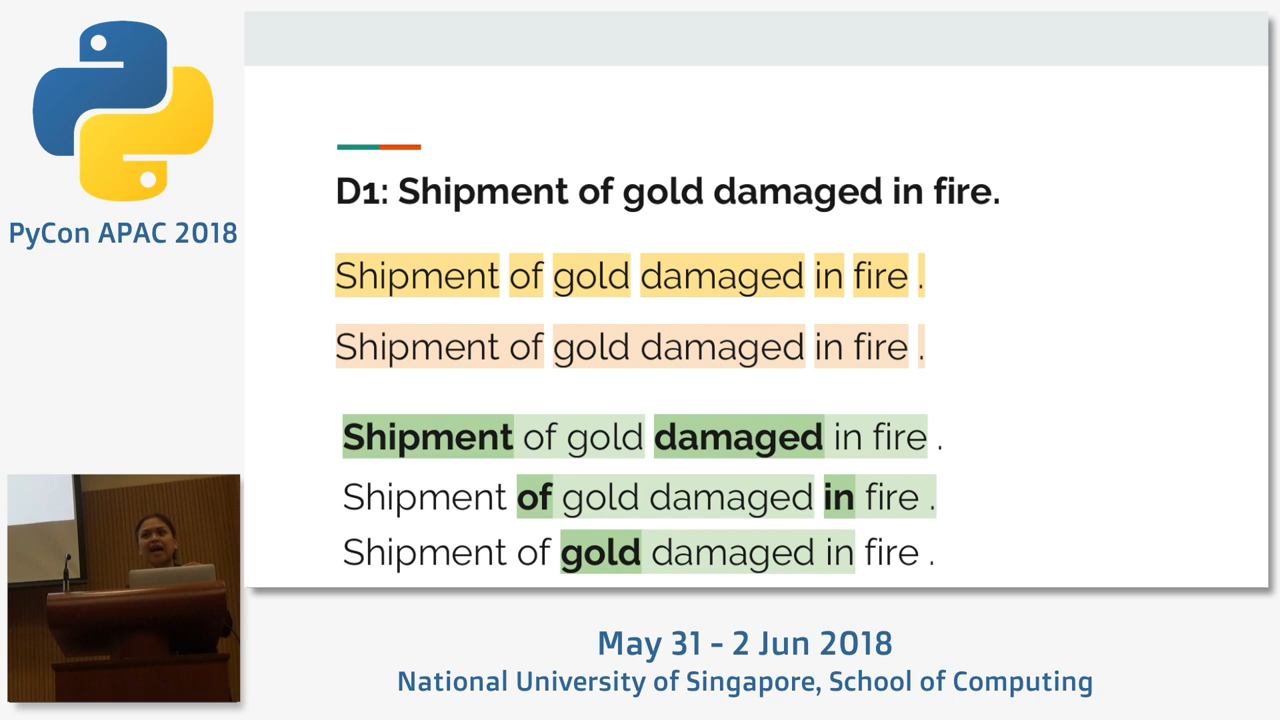 PyCon APAC 2018
D1: Shipment of gold damaged in fire.
Shipment of gold damaged in fire .
Shipment of gold damaged in fire .
Shipment of gold damaged in fire .
Shipment of gold damaged in fire .
Shipment of gold damaged in fire .
May 31 - 2 Jun 2018
National University of Singapore, School of Computing